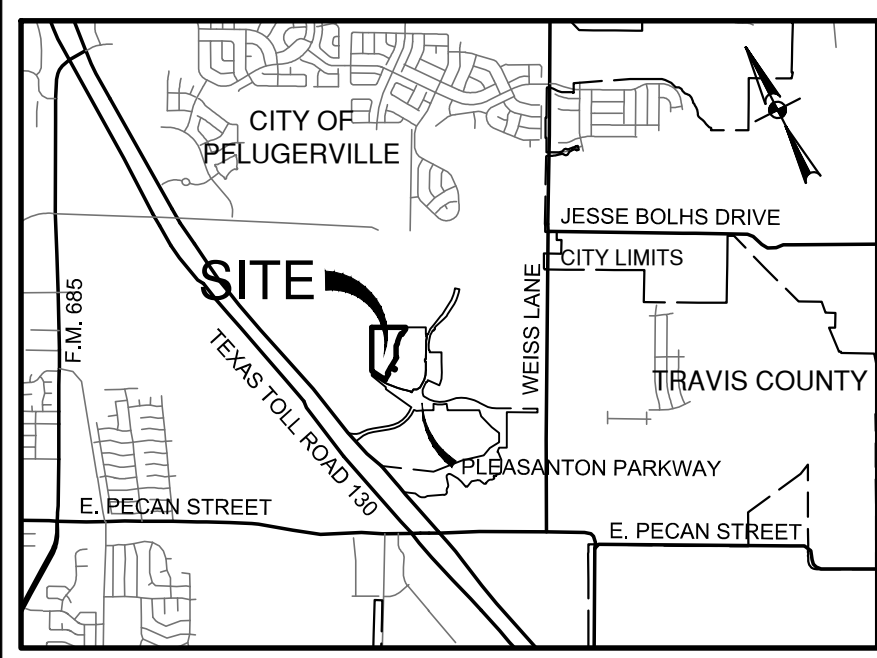 CITY OF
PFLUGERVILLE
JESSE BOLHS DRIVE
CITY LIMITS
SITE
F.M. 685
WEISS LANE
TEXAS TOLL ROAD 130
TRAVIS COUNTY
PLEASANTON PARKWAY
E. PECAN STREET
E. PECAN STREET